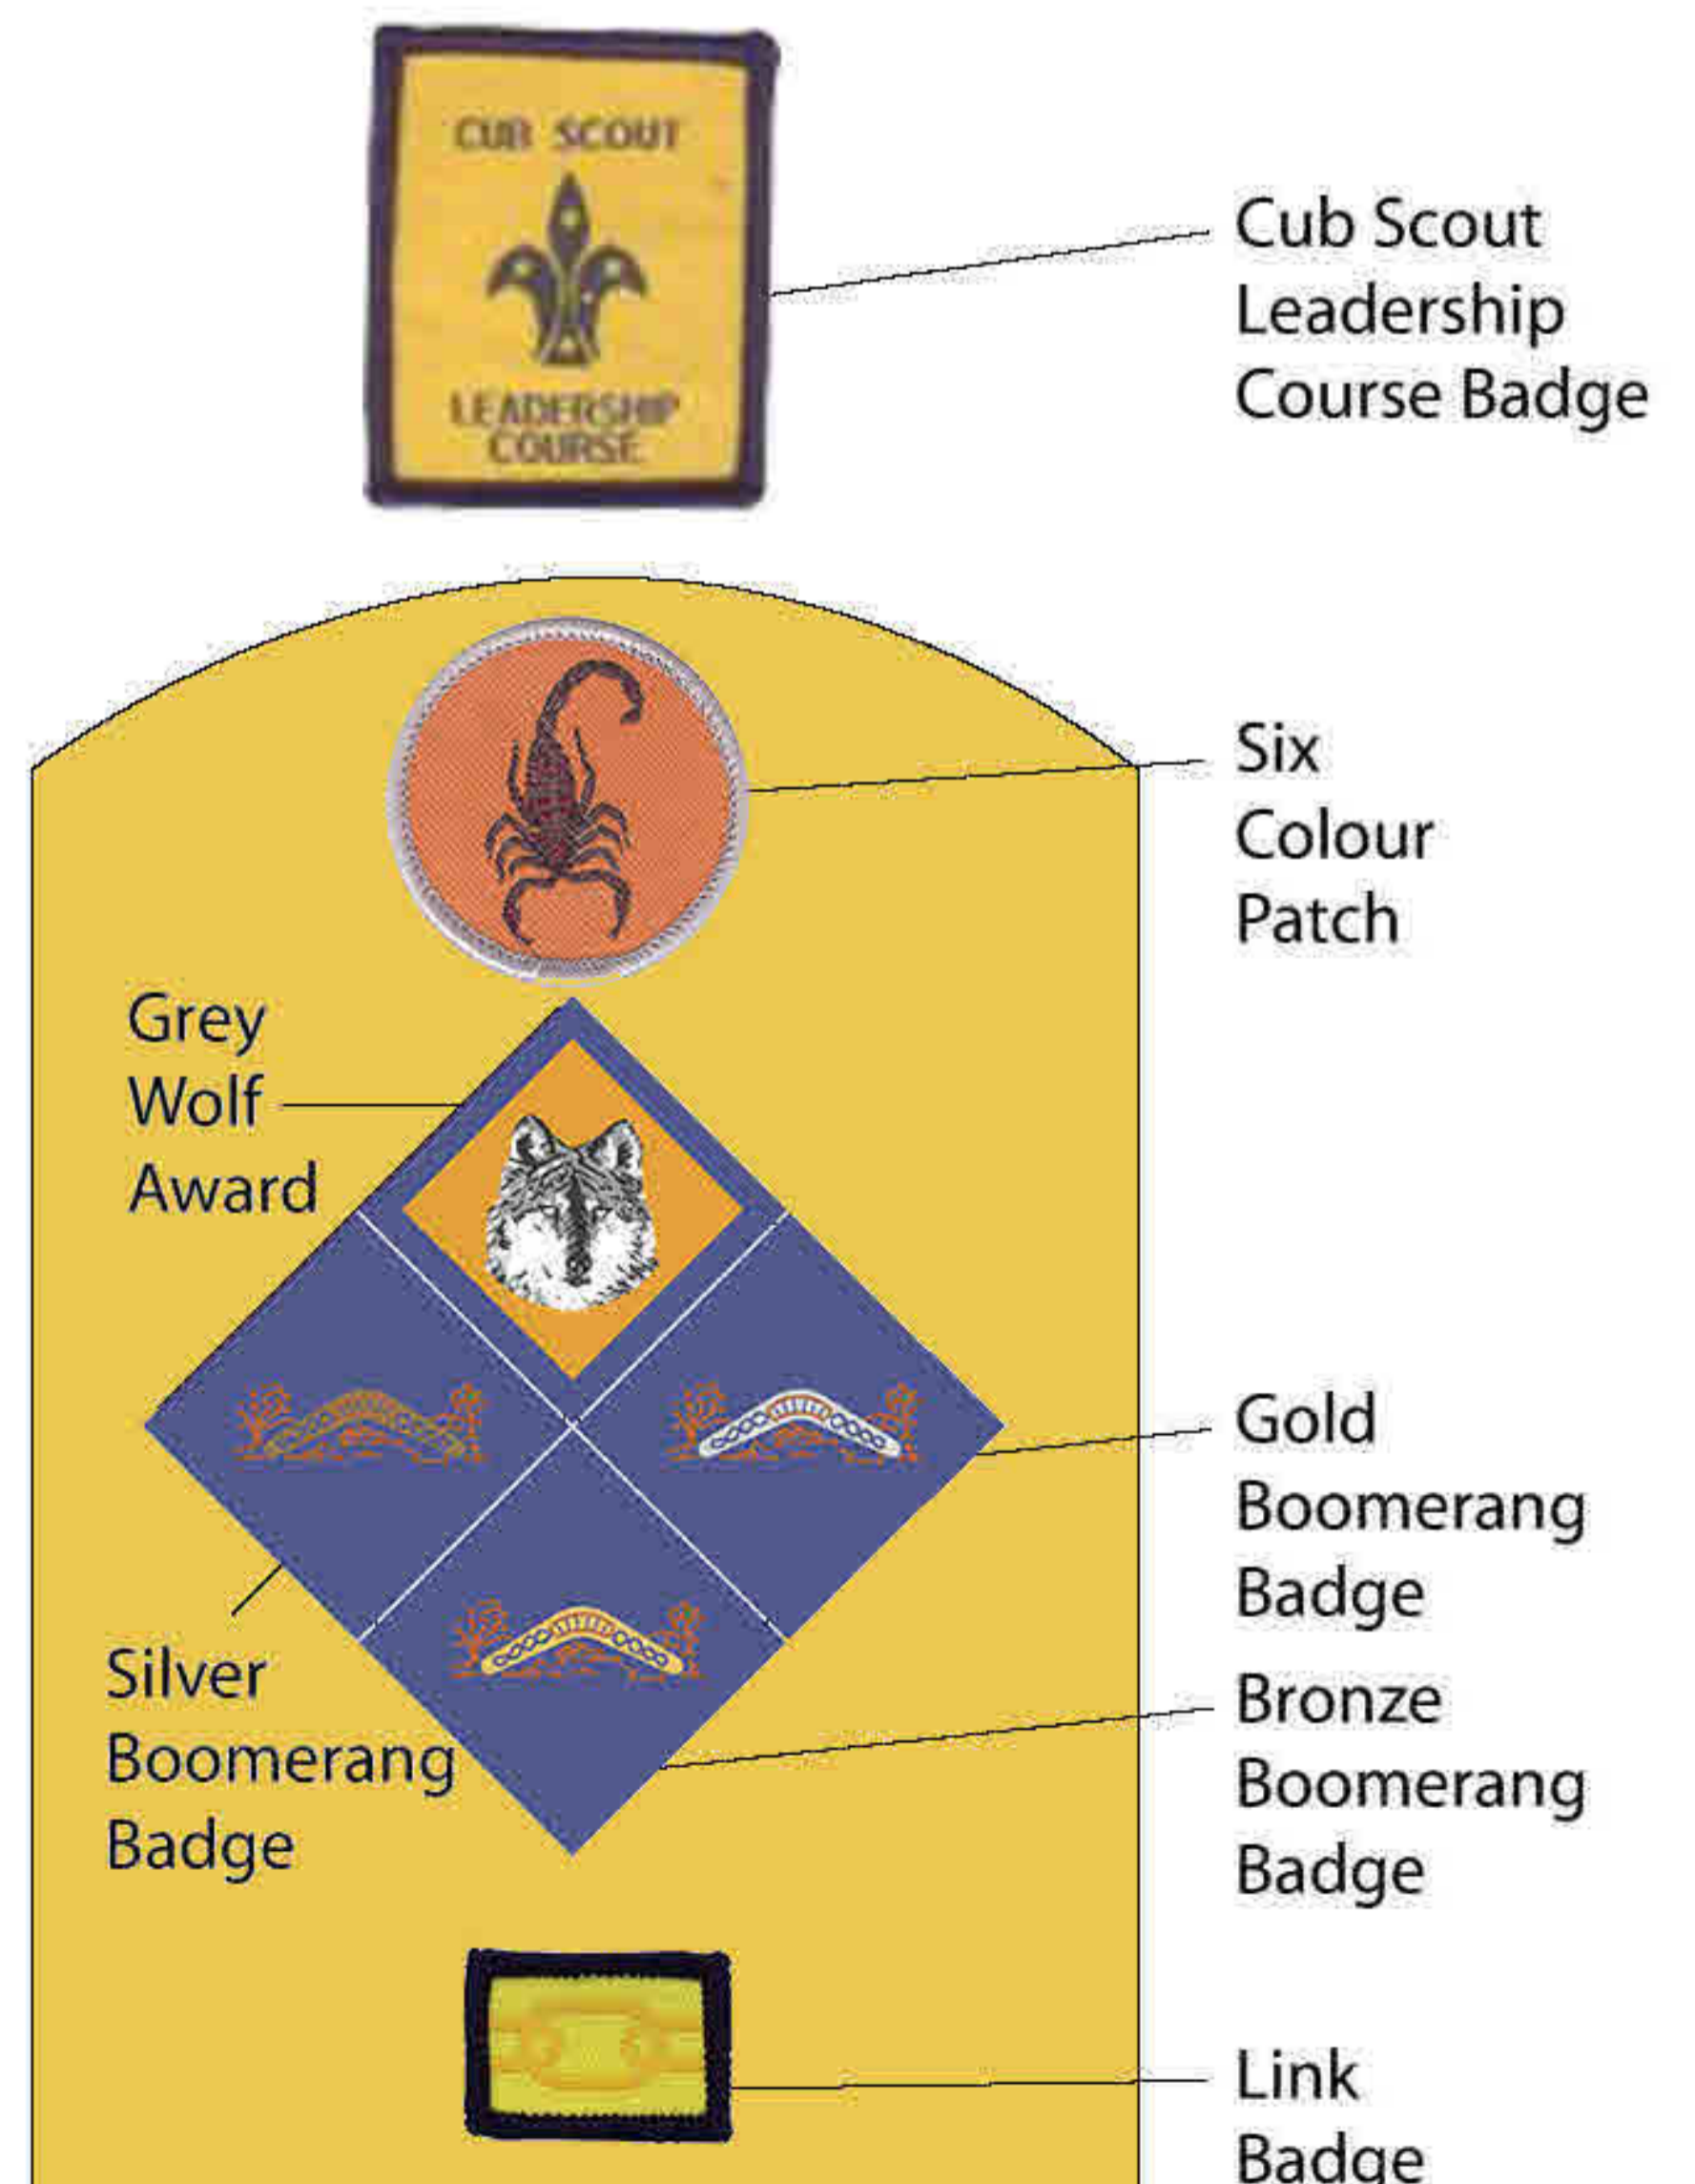 CUB SCOUT
LEADERSHIP
COURSE
Cub Scout
Leadership
Course Badge
Six
Colour
Patch
Grey
Wolf
Award
Gold
Boomerang
Badge
Silver
Boomerang
Badge
Bronze
Boomerang
Badge
Link
Badge